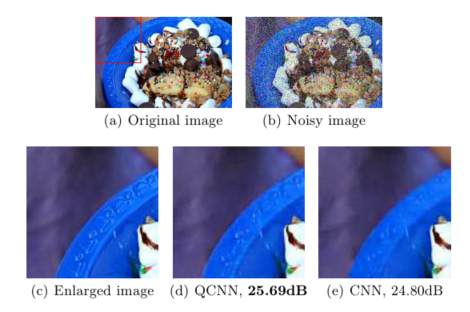 (a) Original image
(b) Noisy image
(c) Enlarged image
(d) QCNN, 25.69dB
(e) CNN, 24.80dB